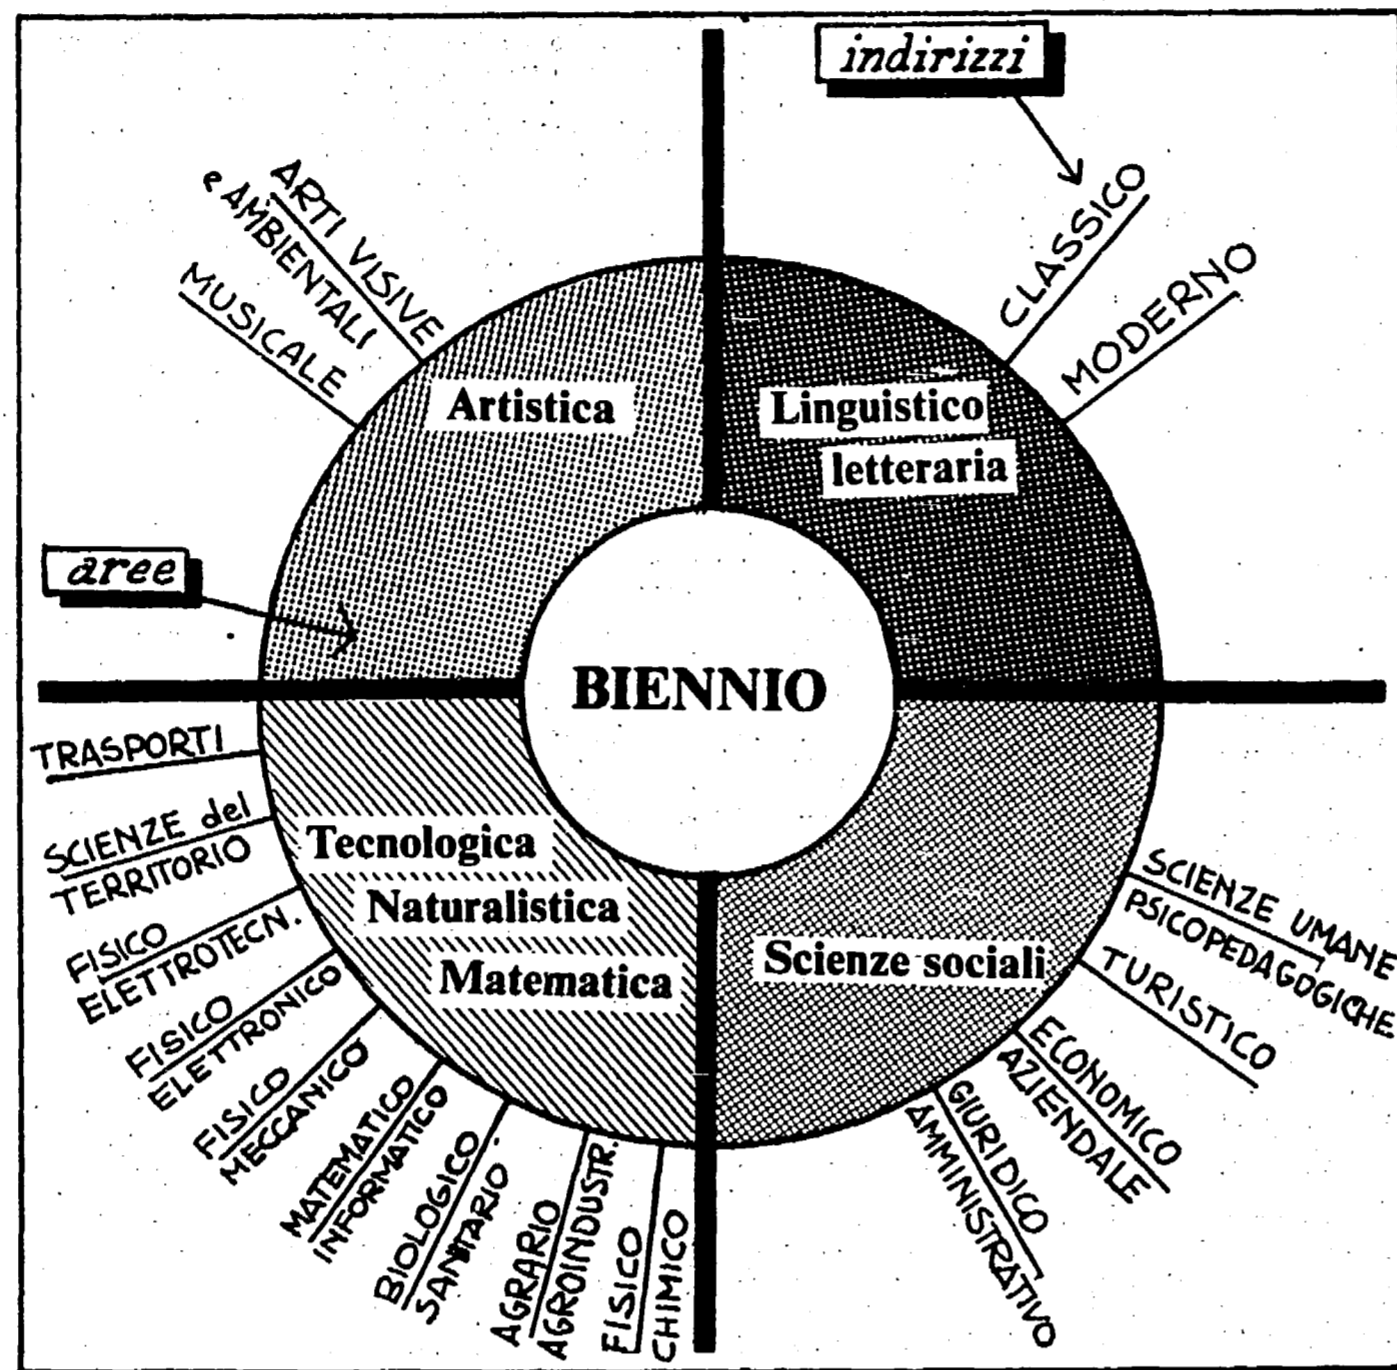 indirizzi
ARTI VISIVE
e AMBIENTALI
MUSICALE
CLASSICO
MODERNO
Artistica
Linguistico
letteraria
aree
BIENNIO
TRASPORTI
SCIENZE del
TERRITORIO
FISICO
ELETTROTECN.
FISICO
ELETTRONICO
FISICO
MECCANICO
MATEMATICO
INFORMATICO
BIOLOGICO
SANITARIO
AGRARIO
AGROINDUSTR.
FISICO
CHIMICO
Tecnologica
Naturalistica
Matematica
Scienze sociali
SCIENZE UMANE
PSICOPEDAGOGICHE
TURISTICO
ECONOMICO
AZIENDALE
GIURIDICO
AMMINISTRATIVO